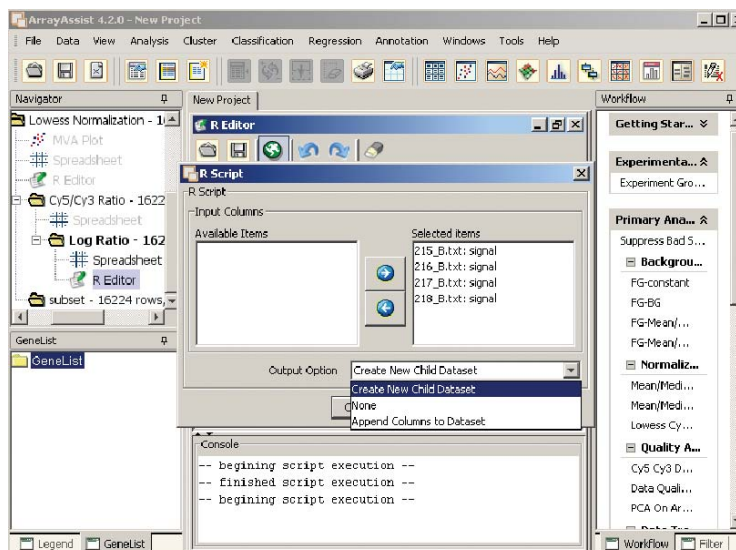 ArrayAssist 4.2.0 - New Project
File Data View Analysis Cluster Classification Regression Annotation Windows Tools Help
Navigator
Lowess Normalization - 1
MVA Plot
Spreadsheet
R Editor
Cy5/Cy3 Ratio - 1622
Spreadsheet
Log Ratio - 162
Spreadsheet
R Editor
subset - 16224 rows,
GeneList
GeneList
Legend GeneList
New Project
R Editor
R Script
R Script
Input Columns
Available Items
Selected items
215_B.txt: signal
216_B.txt: signal
217_B.txt: signal
218_B.txt: signal
Output Option Create New Child Dataset
Create New Child Dataset
None
Append Columns to Dataset
Console
-- begining script execution --
-- finished script execution --
-- begining script execution --
Workflow
Getting Star...
Experimenta...
Experiment Gro...
Primary Ana...
Suppress Bad S...
Backgrou...
FG-constant
FG-BG
FG-Mean/...
FG-Mean/...
Normaliz...
Mean/Medi...
Mean/Medi...
Lowess Cy...
Quality A...
Cy5 Cy3 D...
Data Quali...
PCA On Ar...
Workflow Filter